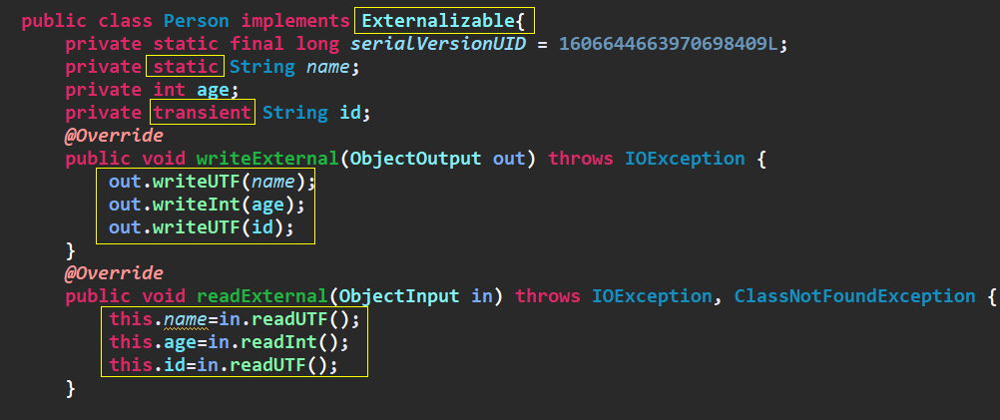 public class Person implements Externalizable{
private static final long serialVersionUID = 1606644663970698409L;
private static String name;
private int age;
private transient String id;
@Override
public void writeExternal(ObjectOutput out) throws IOException {
out.writeUTF(name);
out.writeInt(age);
out.writeUTF(id);
}
@Override
public void readExternal(ObjectInput in) throws IOException, ClassNotFoundException {
this.name=in.readUTF();
this.age=in.readInt();
this.id=in.readUTF();
}